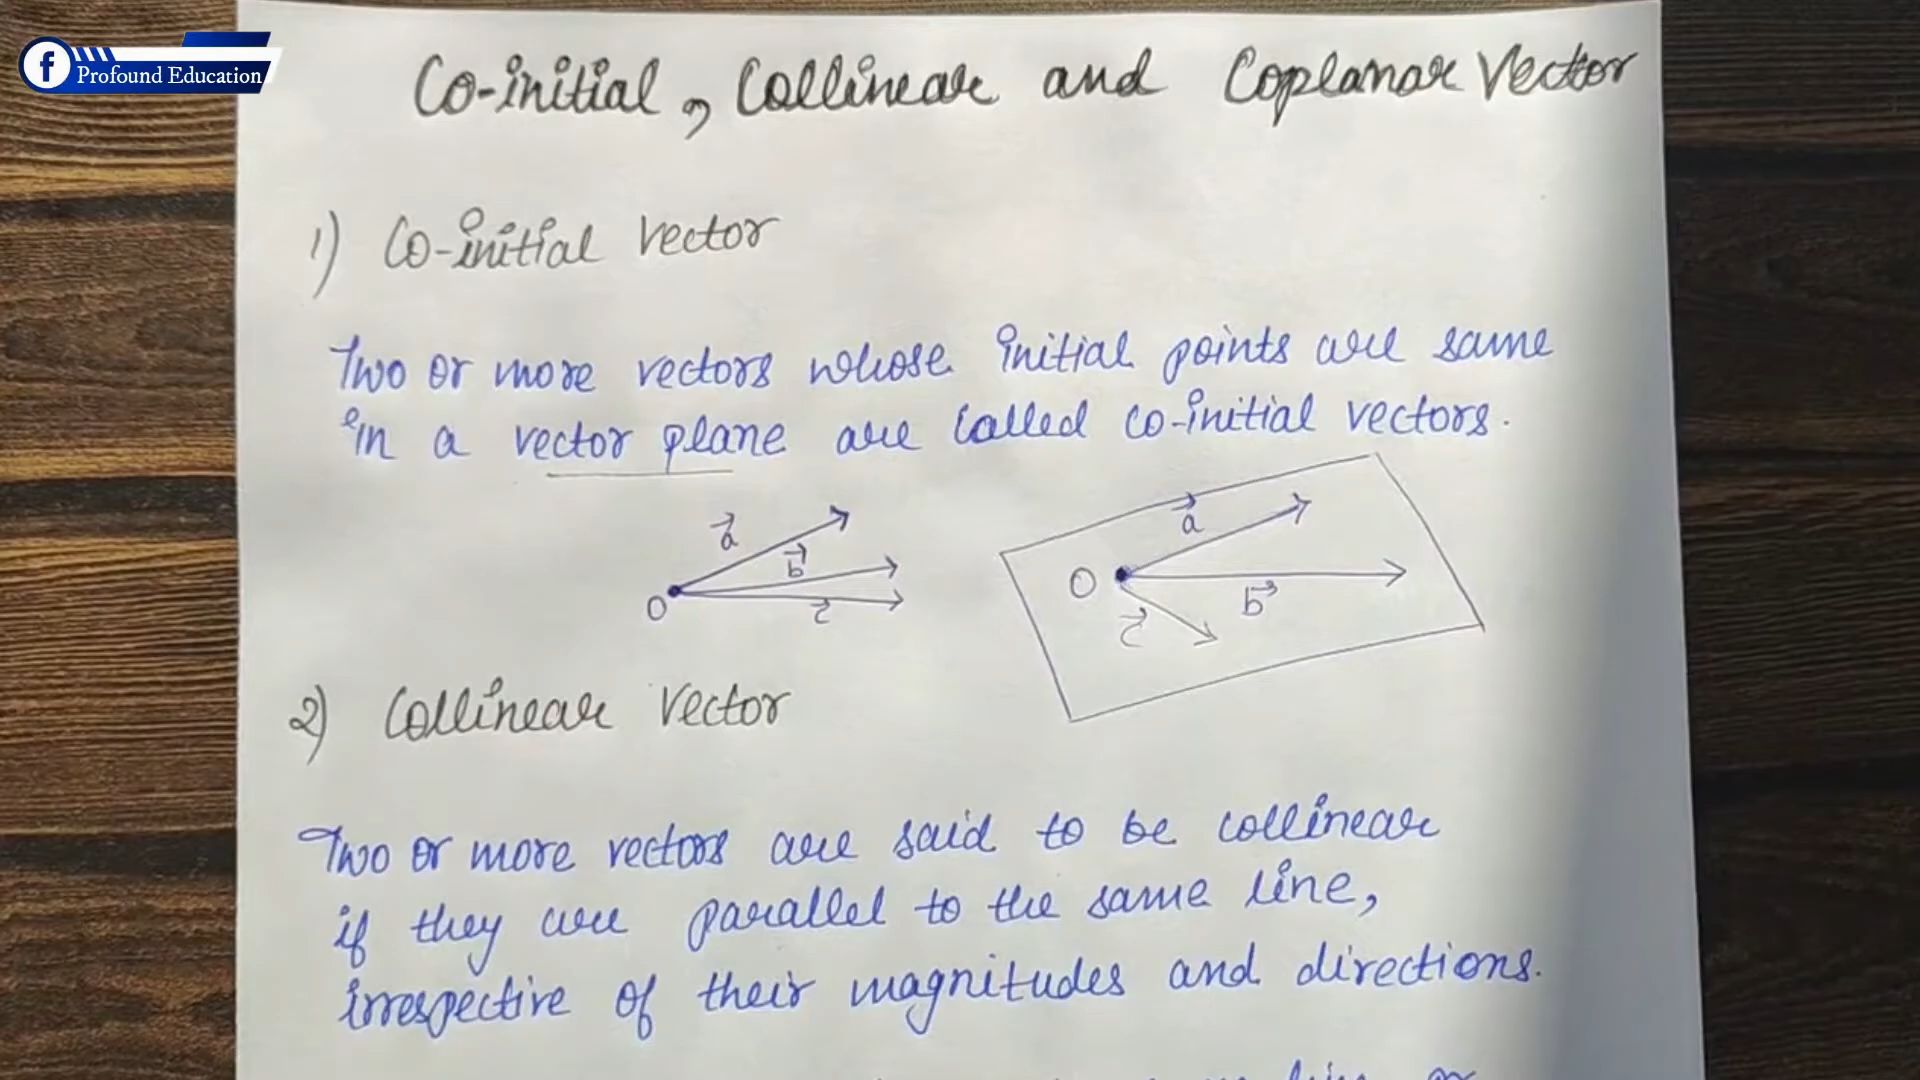 f Profound Education
Co-initial, Collinear and Coplanar Vector
1) Co-initial Vector
Two or more vectors whose initial points are same
in a vector plane are called co-initial vectors.
a⃗
b⃗
c⃗
O
a⃗
O
b⃗
c⃗
2) Collinear Vector
Two or more vectors are said to be collinear
if they are parallel to the same line,
irrespective of their magnitudes and directions.